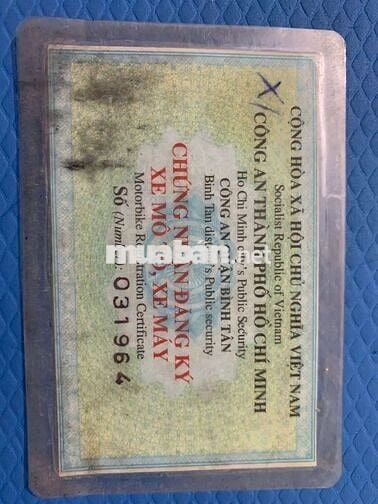 CỘNG HÒA XÃ HỘI CHỦ NGHĨA VIỆT NAM
Socialist Republic of Vietnam
X/
CÔNG AN THÀNH PHỐ HỒ CHÍ MINH
Ho Chi Minh city's Public Security
CÔNG AN QUẬN BÌNH TÂN
Binh Tan district's Public security
CHỨNG NHẬN ĐĂNG KÝ
XE MÔ TÔ, XE MÁY
Motorbike Registration Certificate
Số (Number): 031964
muaban.net